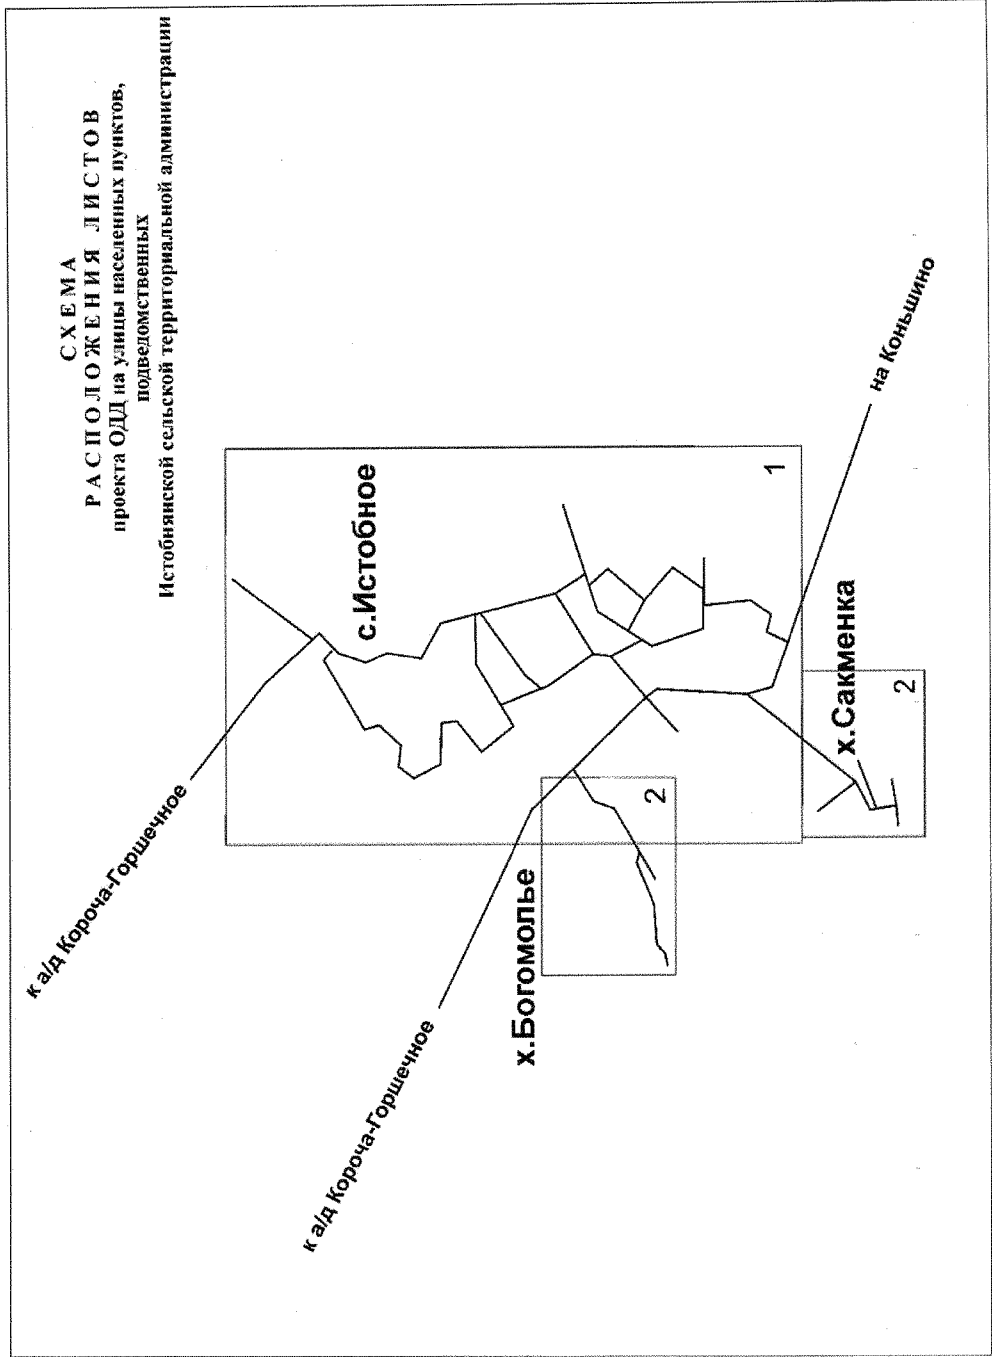 СХЕМА
РАСПОЛОЖЕНИЯ ЛИСТОВ
проекта ОДД на улицы населенных пунктов,
подведомственных
Истобнянской сельской территориальной администрации
к а/д Короча-Горшечное
с.Истобное
1
к а/д Короча-Горшечное
х.Богомолье
2
х.Сакменка
2
на Коньшино